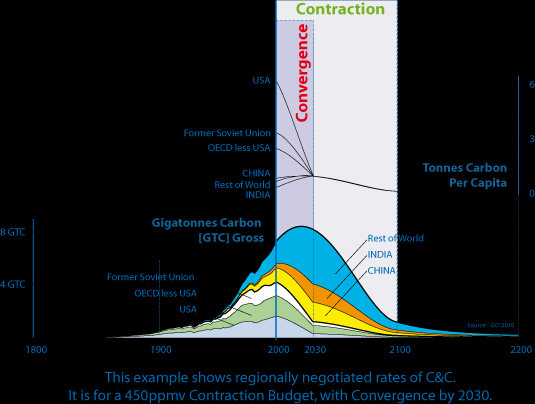 Contraction
Convergence
USA
Former Soviet Union
OECD less USA
CHINA
Rest of World
INDIA
6
3
0
Tonnes Carbon
Per Capita
Gigatonnes Carbon
[GTC] Gross
8 GTC
4 GTC
Rest of World
INDIA
CHINA
Former Soviet Union
OECD less USA
USA
Source: GCI 2010
1800
1900
2000
2030
2100
2200
This example shows regionally negotiated rates of C&C.
It is for a 450ppmv Contraction Budget, with Convergence by 2030.